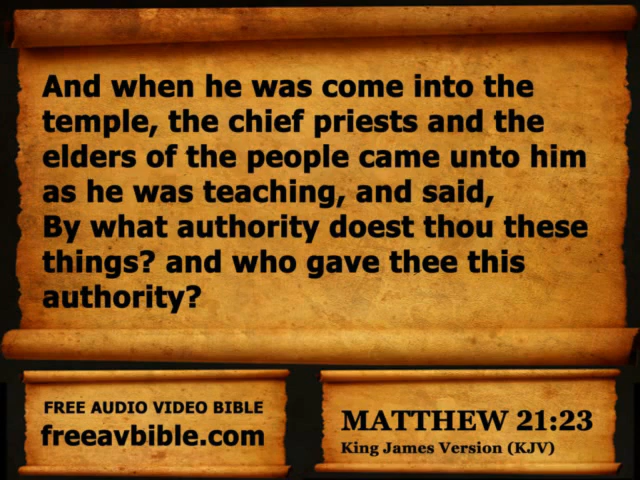 And when he was come into the
temple, the chief priests and the
elders of the people came unto him
as he was teaching, and said,
By what authority doest thou these
things? and who gave thee this
authority?
FREE AUDIO VIDEO BIBLE
freeavbible.com
MATTHEW 21:23
King James Version (KJV)